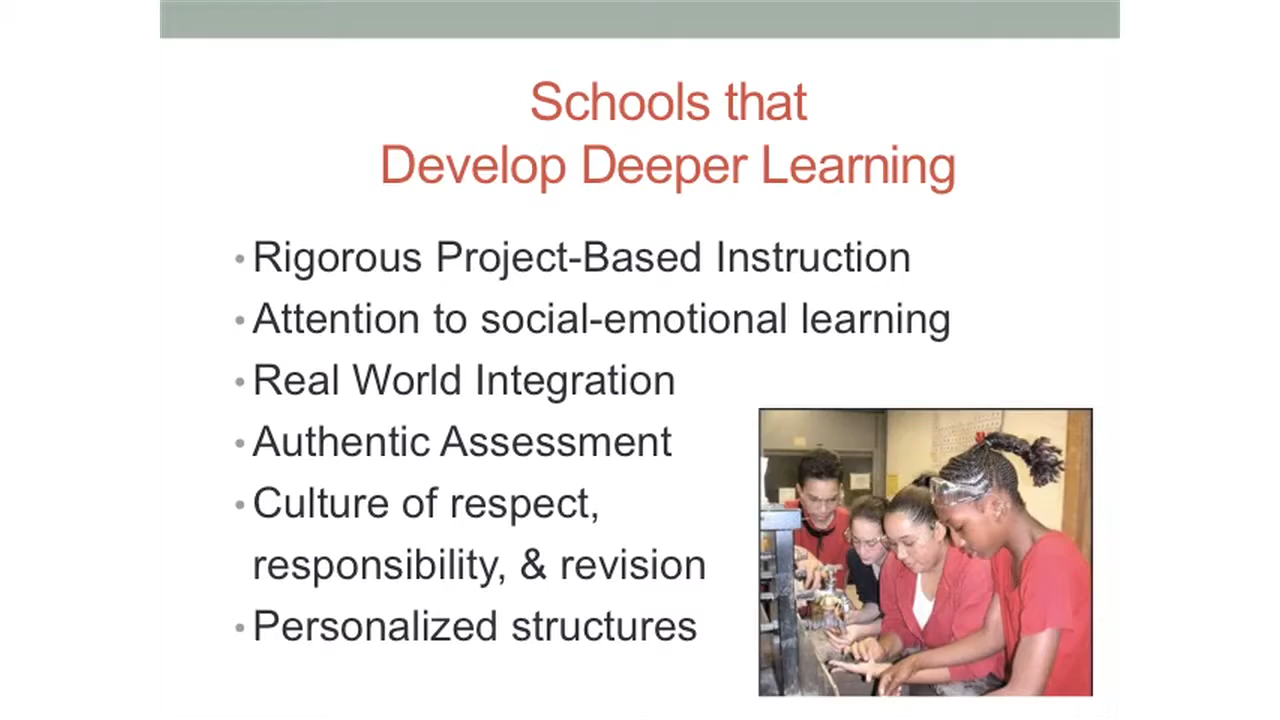 Schools that
Develop Deeper Learning
• Rigorous Project-Based Instruction
• Attention to social-emotional learning
• Real World Integration
• Authentic Assessment
• Culture of respect,
responsibility, & revision
• Personalized structures